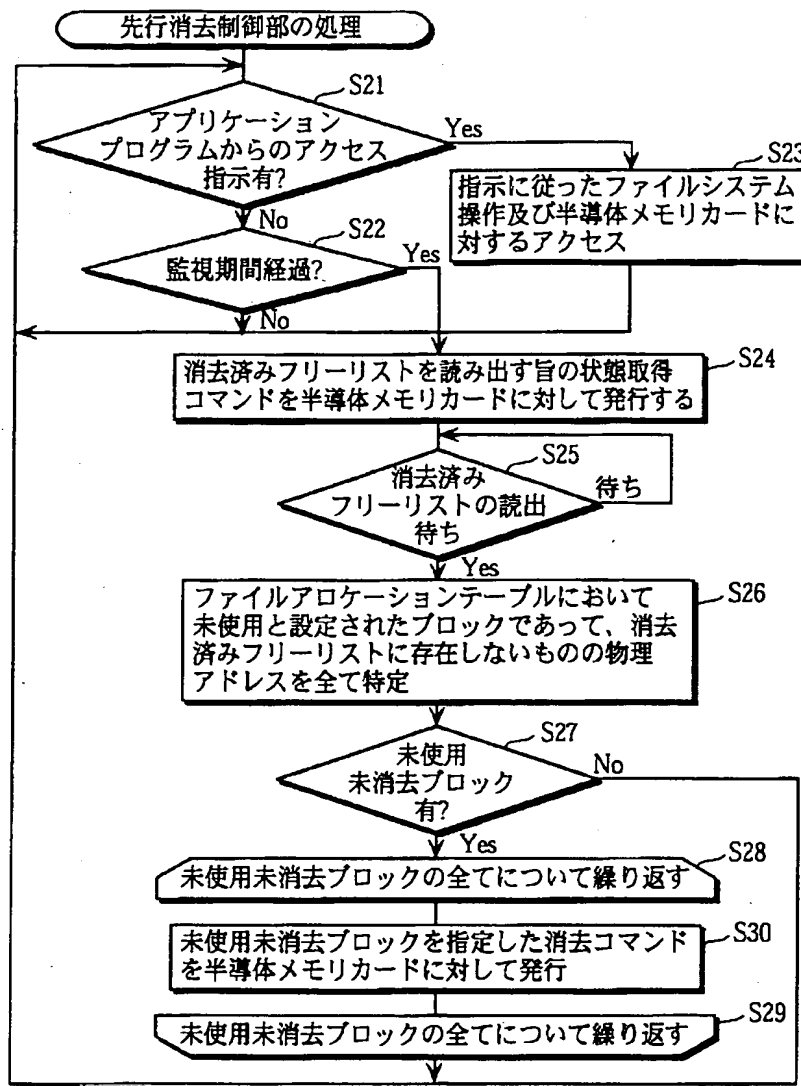 先行消去制御部の処理
S21
アプリケーション
プログラムからのアクセス
指示有?
Yes
No
S23
指示に従ったファイルシステム
操作及び半導体メモリカードに
対するアクセス
S22
監視期間経過?
Yes
No
S24
消去済みフリーリストを読み出す旨の状態取得
コマンドを半導体メモリカードに対して発行する
S25
消去済み
フリーリストの読出
待ち
待ち
Yes
S26
ファイルアロケーションテーブルにおいて
未使用と設定されたブロックであって、消去
済みフリーリストに存在しないものの物理
アドレスを全て特定
S27
未使用
未消去ブロック
有?
No
Yes
S28
未使用未消去ブロックの全てについて繰り返す
S30
未使用未消去ブロックを指定した消去コマンド
を半導体メモリカードに対して発行
S29
未使用未消去ブロックの全てについて繰り返す